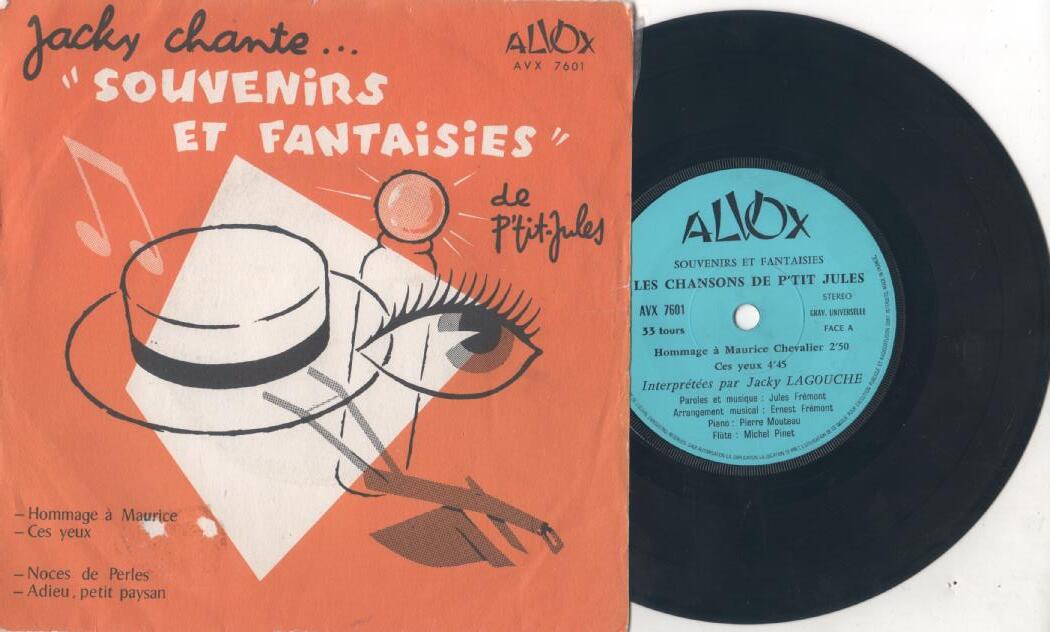 Jacky chante...
"SOUVENIRS
ET FANTAISIES"
de
P'tit-Jules
ALVOX
AVX 7601
- Hommage à Maurice
- Ces yeux
- Noces de Perles
- Adieu, petit paysan
ALVOX
SOUVENIRS ET FANTAISIES
LES CHANSONS DE P'TIT JULES
STEREO
AVX 7601
GRAV. UNIVERSELLE
33 tours
FACE A
Hommage à Maurice Chevalier 2'50
Ces yeux 4'45
Interprétées par Jacky LAGOUCHE
Paroles et musique : Jules Frémont
Arrangement musical : Ernest Frémont
Piano : Pierre Mouteau
Flûte : Michel Pinet